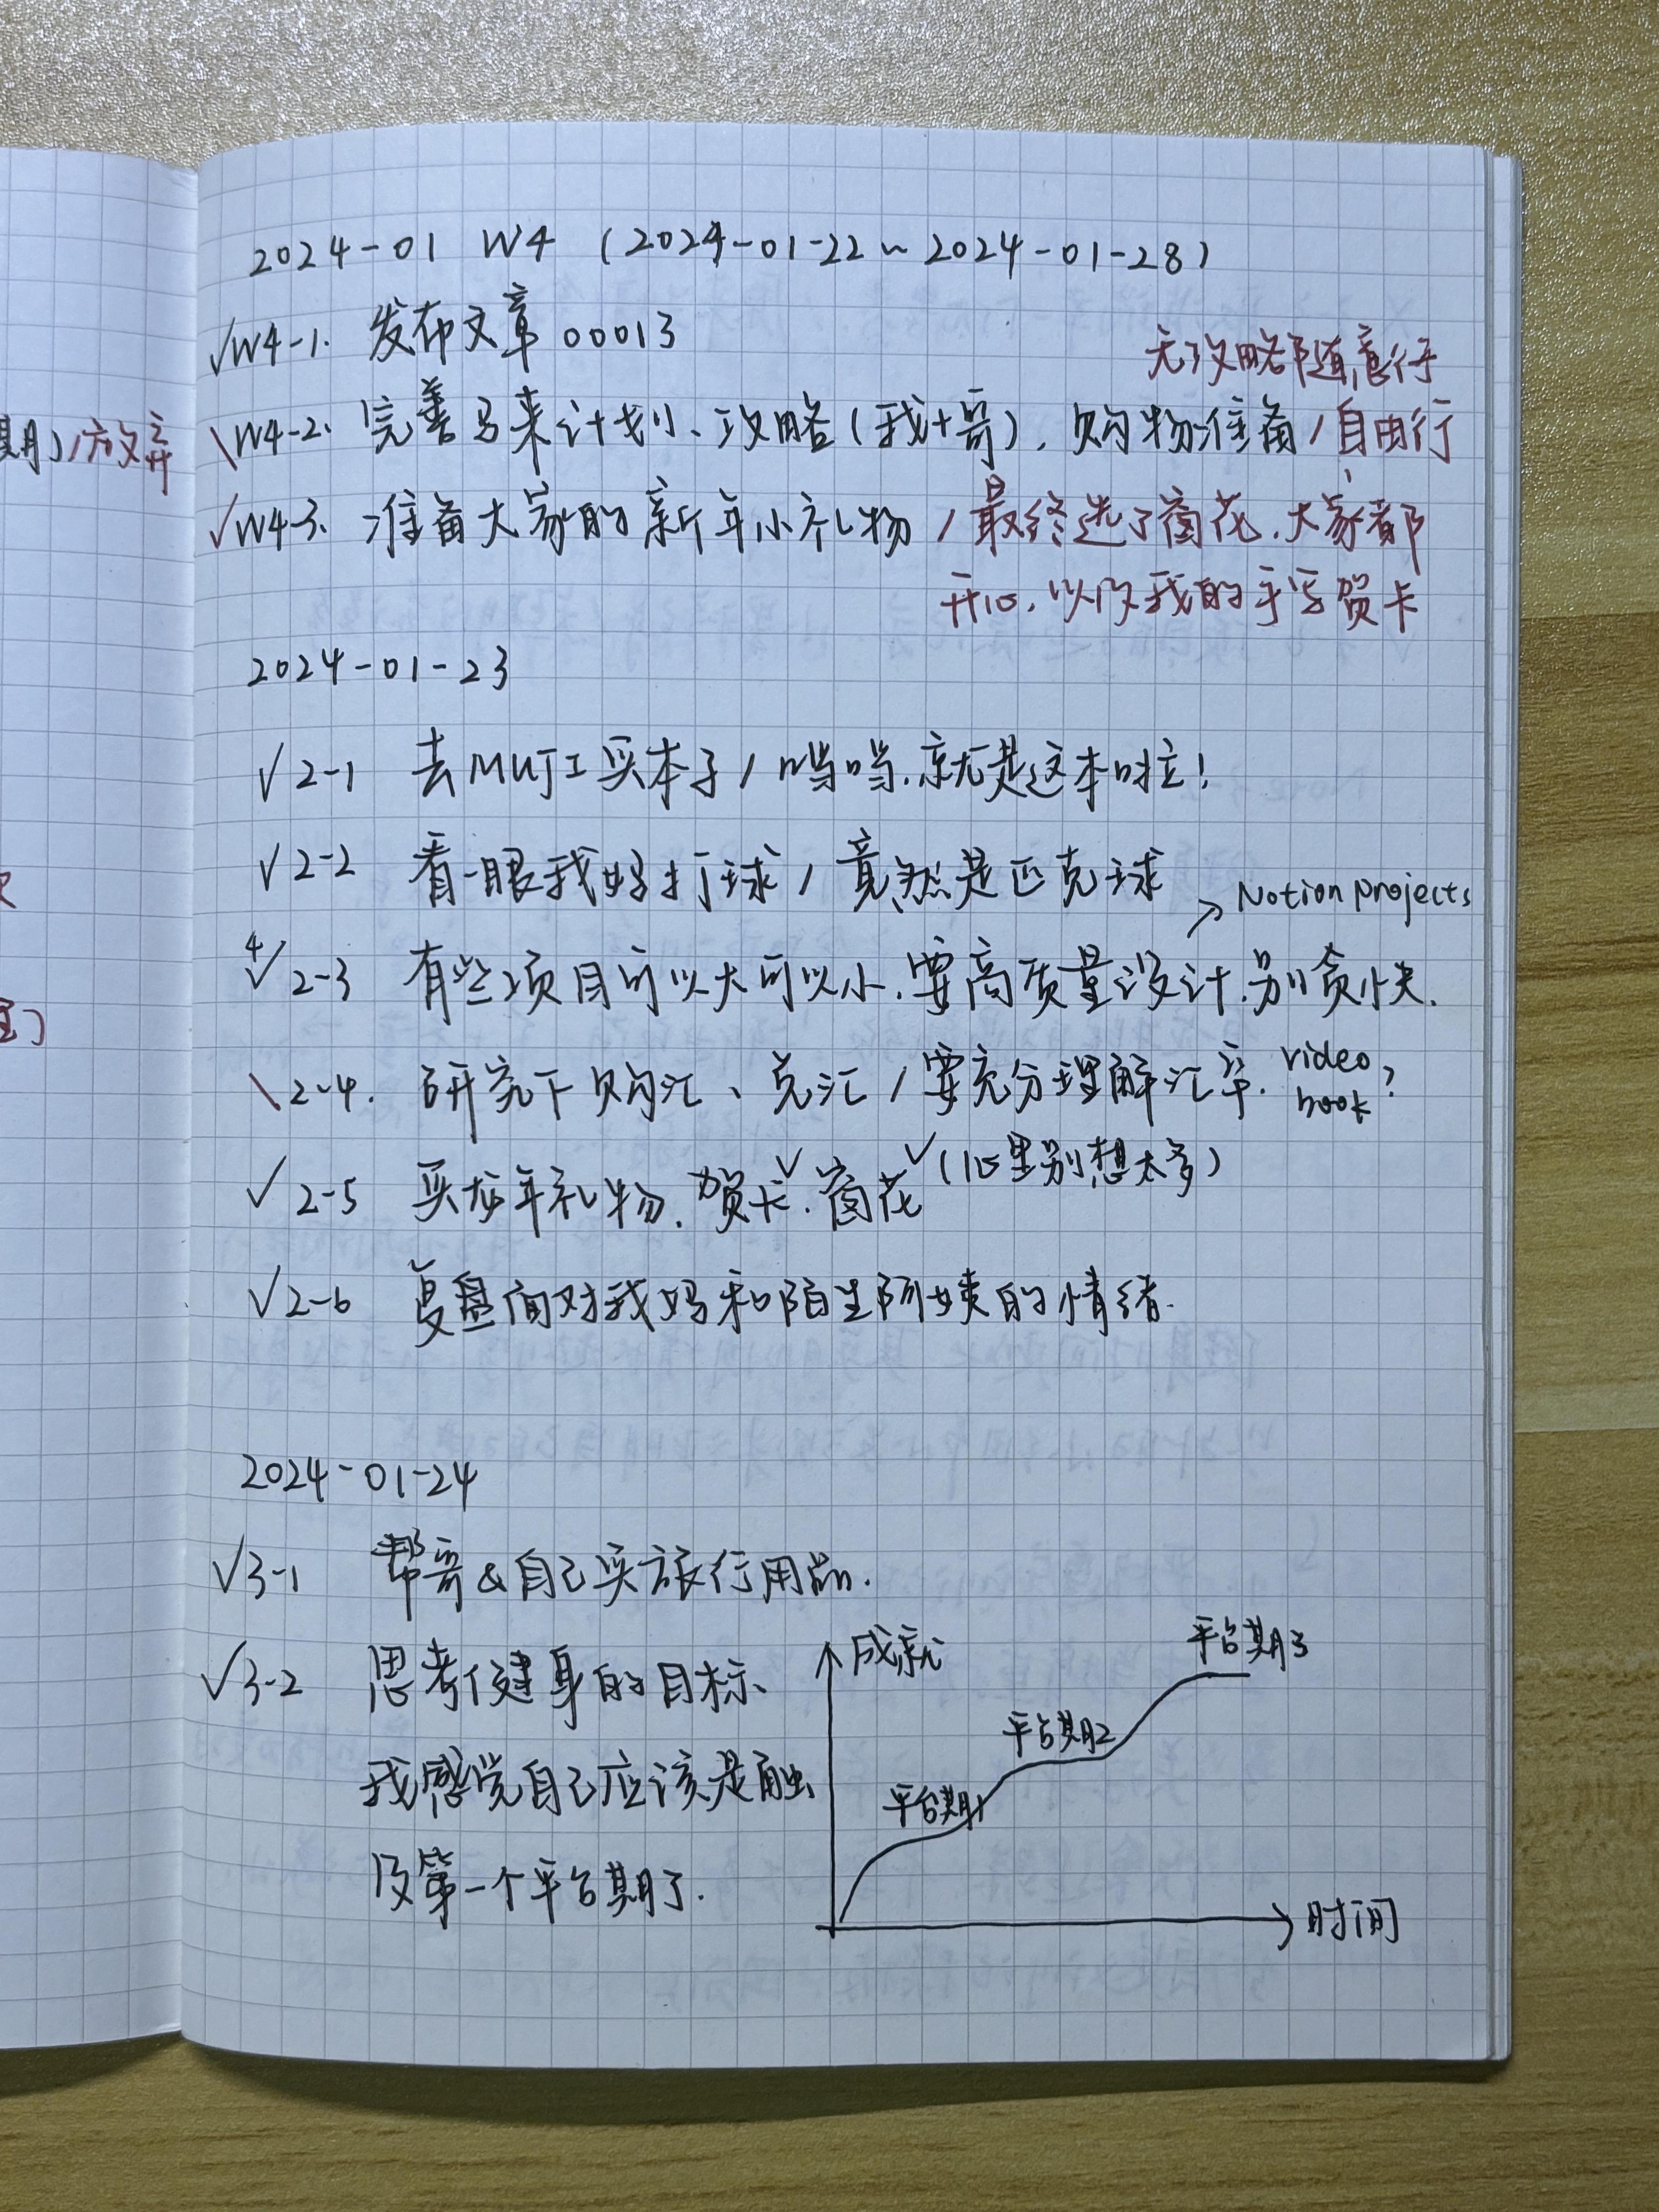 2024-01 W4 (2024-01-22 ~ 2024-01-28)
√W4-1. 发布文章 00013
无攻略即随意行
\W4-2. 完善马来计划、攻略(我+哥), 购物准备/自由行
√W4-3. 准备大家的新年小礼物/最终选了窗花.大家都
开心,以及我的手写贺卡
期)/放弃
2024-01-23
√2-1 去MUJI买本子/当当,就是这本啦!
√2-2 看一眼我妈打球/竟然是匹克球
→ Notion projects
4√2-3 有些项目可以大可以小.要高质量设计.别贪快.
\2-4. 研究下购汇、兑汇/要充分理解汇率. video book?
√2-5 买龙年礼物.贺卡√.窗花√(心里别想太多)
√2-6 复盘面对我妈和陌生阿姨的情绪.
2024-01-24
√3-1 帮哥&自己买旅行用品.
√3-2 思考健身的目标、
我感觉自己应该是触
及第一个平台期了.
成就
平台期3
平台期2
平台期1
时间